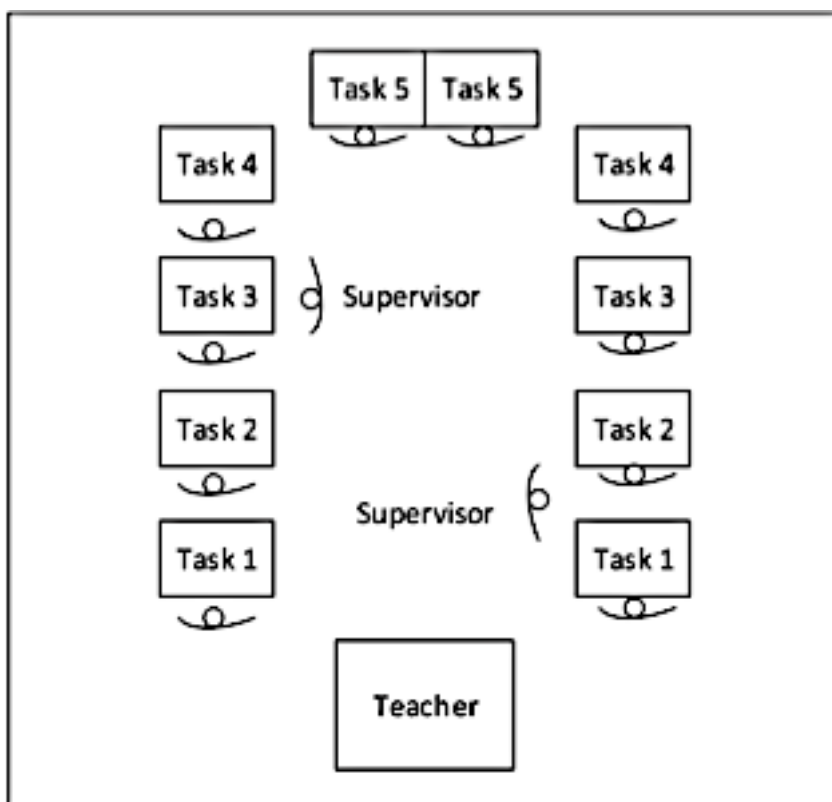 Task 5 Task 5
Task 4 Task 4
Task 3 Supervisor Task 3
Task 2 Task 2
Supervisor
Task 1 Task 1
Teacher